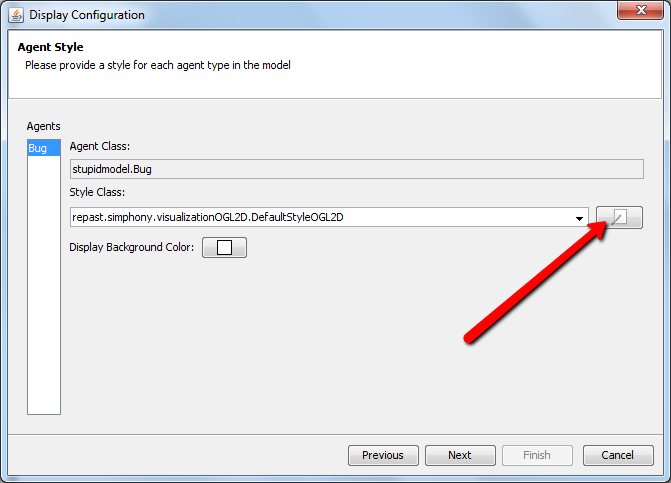 Display Configuration
Agent Style
Please provide a style for each agent type in the model
Agents
Bug
Agent Class:
stupidmodel.Bug
Style Class:
repast.simphony.visualizationOGL2D.DefaultStyleOGL2D
Display Background Color:
Previous
Next
Finish
Cancel